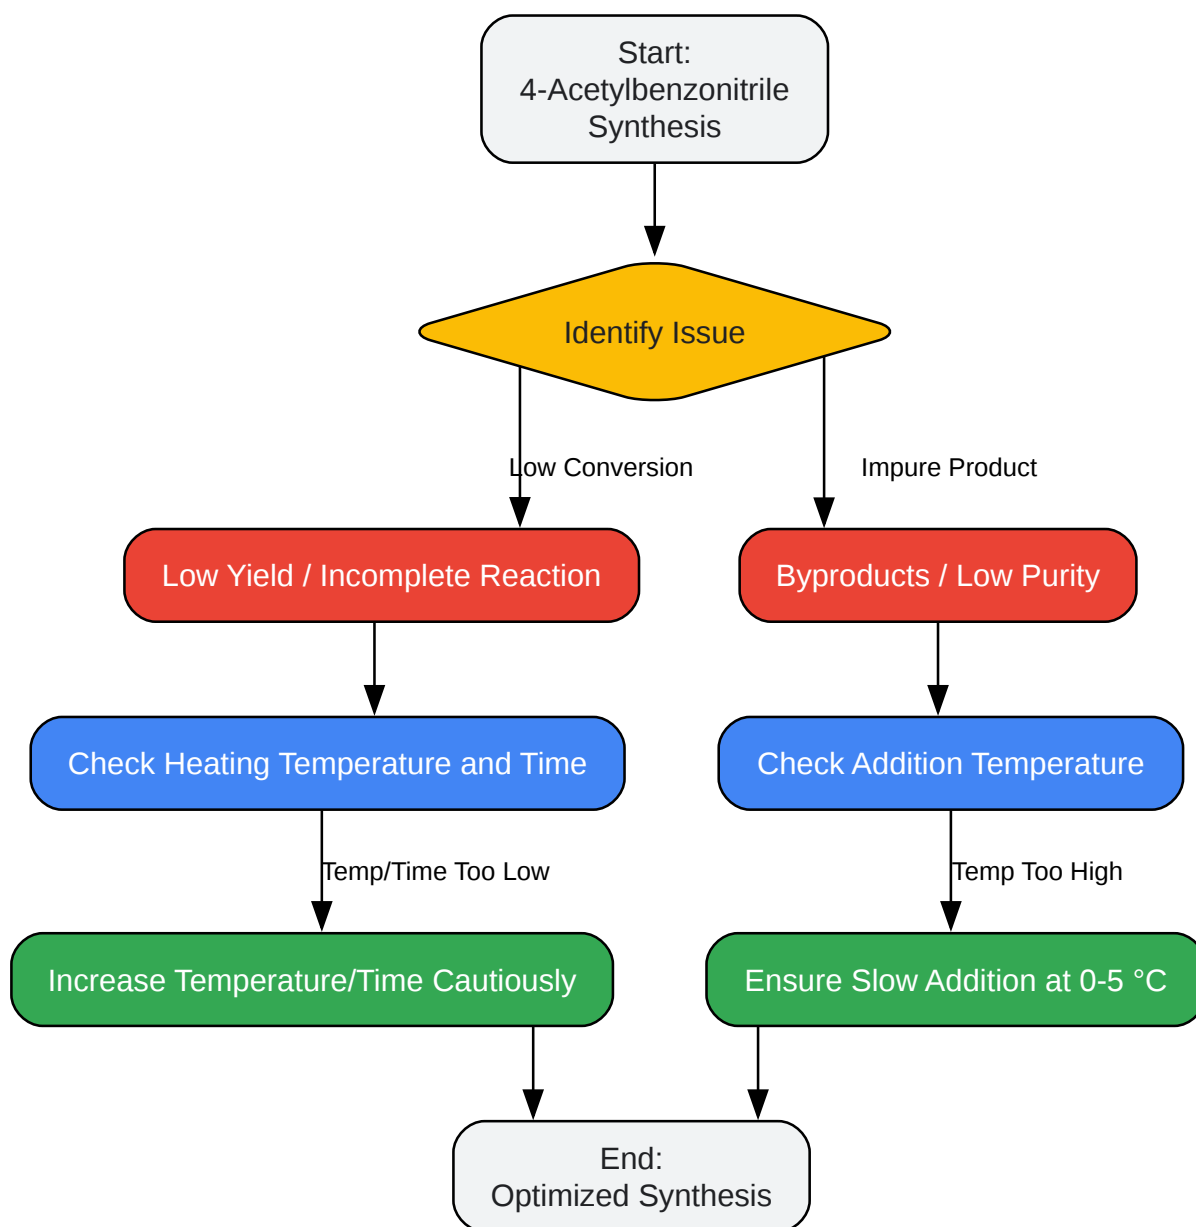 Start:
4-Acetylbenzonitrile
Synthesis
Identify Issue
Low Conversion
Impure Product
Low Yield / Incomplete Reaction
Byproducts / Low Purity
Check Heating Temperature and Time
Check Addition Temperature
Temp/Time Too Low
Temp Too High
Increase Temperature/Time Cautiously
Ensure Slow Addition at 0-5 °C
End:
Optimized Synthesis